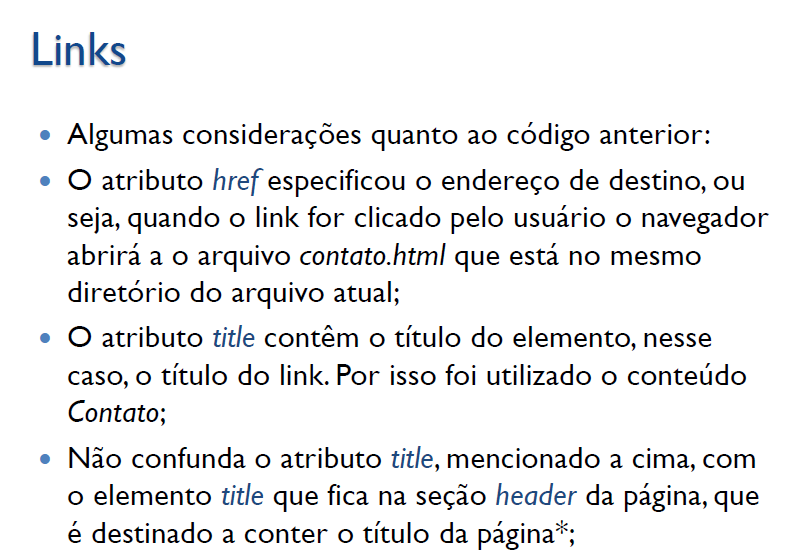 Links
• Algumas considerações quanto ao código anterior:
• O atributo href especificou o endereço de destino, ou
seja, quando o link for clicado pelo usuário o navegador
abrirá a o arquivo contato.html que está no mesmo
diretório do arquivo atual;
• O atributo title contêm o título do elemento, nesse
caso, o título do link. Por isso foi utilizado o conteúdo
Contato;
• Não confunda o atributo title, mencionado a cima, com
o elemento title que fica na seção header da página, que
é destinado a conter o título da página*;